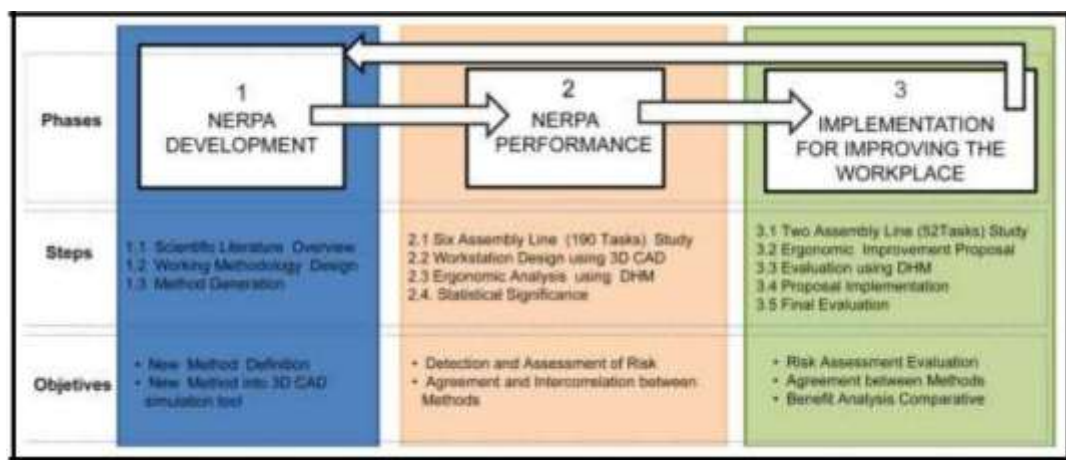 Phases
1
NERPA
DEVELOPMENT
2
NERPA
PERFORMANCE
3
IMPLEMENTATION
FOR IMPROVING THE
WORKPLACE
Steps
1.1 Scientific Literature Overview
1.2 Working Methodology Design
1.3 Method Generation
2.1 Six Assembly Line (190 Tasks) Study
2.2 Workstation Design using 3D CAD
2.3 Ergonomic Analysis using DHM
2.4. Statistical Significance
3.1 Two Assembly Line (52Tasks) Study
3.2 Ergonomic Improvement Proposal
3.3 Evaluation using DHM
3.4 Proposal Implementation
3.5 Final Evaluation
Objetives
• New Method Definition
• New Method into 3D CAD
simulation tool
• Detection and Assessment of Risk
• Agreement and Intercorrelation between
Methods
• Risk Assessment Evaluation
• Agreement between Methods
• Benefit Analysis Comparative